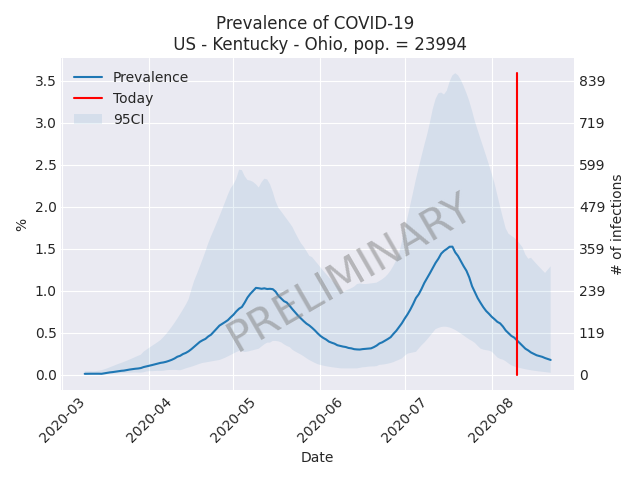 Prevalence of COVID-19
US - Kentucky - Ohio, pop. = 23994
Prevalence
Today
95CI
PRELIMINARY
3.5
3.0
2.5
2.0
1.5
1.0
0.5
0.0
%
839
719
599
479
359
239
119
0
# of infections
2020-03
2020-04
2020-05
2020-06
2020-07
2020-08
Date